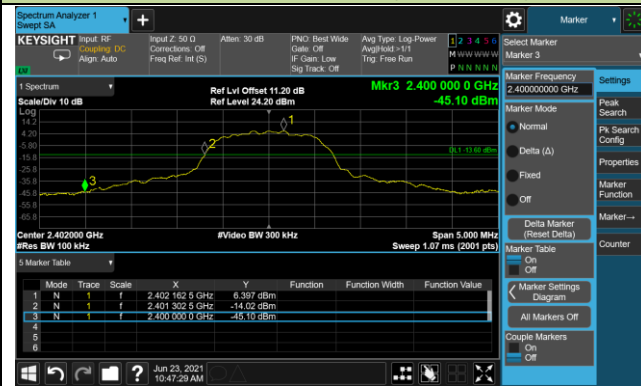 Spectrum Analyzer 1
Swept SA
+
Marker
KEYSIGHT
Input: RF
Coupling: DC
Align: Auto
Input Z: 50 Ω
Corrections: Off
Freq Ref: Int (S)
Atten: 30 dB
PNO: Best Wide
Gate: Off
IF Gain: Low
Sig Track: Off
Avg Type: Log-Power
Avg|Hold:>1/1
Trig: Free Run
1 2 3 4 5 6
M W W W W W
P N N N N N
LXI
1 Spectrum
Scale/Div 10 dB
Log
Ref Lvl Offset 11.20 dB
Ref Level 24.20 dBm
Mkr3 2.400 000 0 GHz
-45.10 dBm
14.2
4.20
-5.80
-15.8
-25.8
-35.8
-45.8
-55.8
-65.8
1
2
3
DL1 -13.60 dBm
Center 2.402000 GHz
#Res BW 100 kHz
#Video BW 300 kHz
Span 5.000 MHz
Sweep 1.07 ms (2001 pts)
5 Marker Table
Mode Trace Scale X Y Function Function Width Function Value
1 N 1 f 2.402 162 5 GHz 6.397 dBm
2 N 1 f 2.401 302 5 GHz -14.02 dBm
3 N 1 f 2.400 000 0 GHz -45.10 dBm
4
5
6
?
Jun 23, 2021
10:47:29 AM
Select Marker
Marker 3
Marker Frequency
2.400000000 GHz
Marker Mode
Normal
Delta (Δ)
Fixed
Off
Delta Marker
(Reset Delta)
Marker Table
On
Off
Marker Settings
Diagram
All Markers Off
Couple Markers
On
Off
Settings
Peak
Search
Pk Search
Config
Properties
Marker
Function
Marker→
Counter